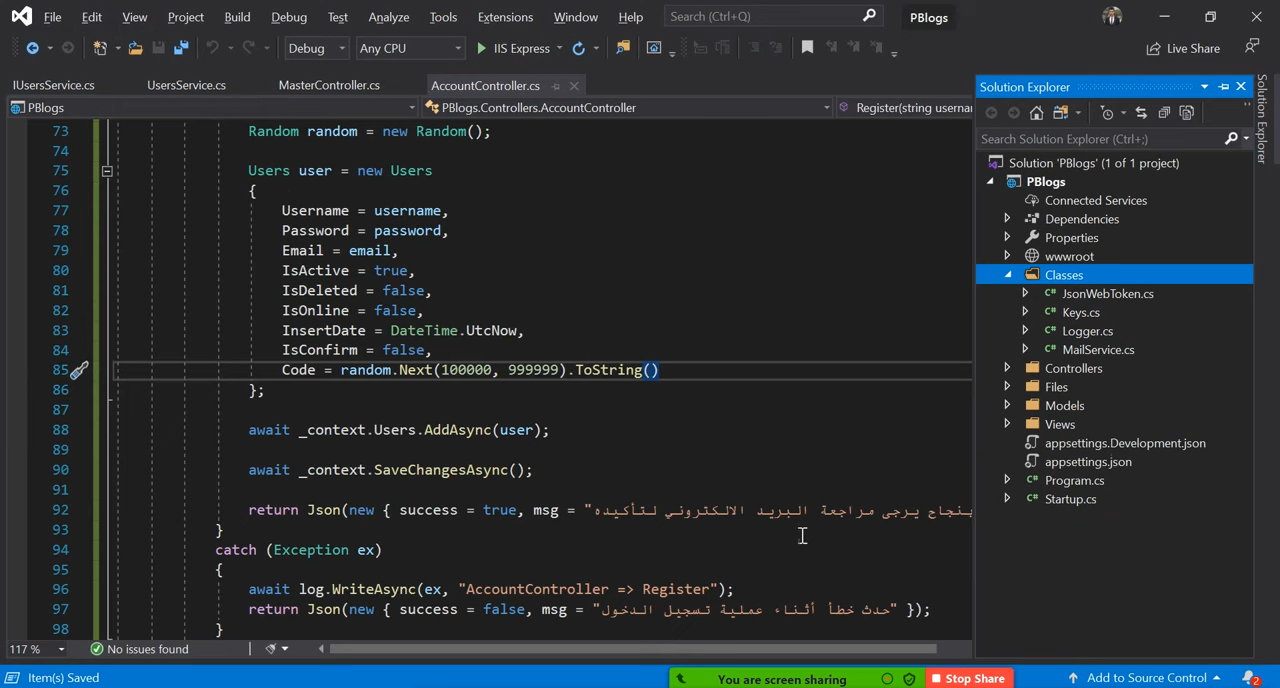 File Edit View Project Build Debug Test Analyze Tools Extensions Window Help Search (Ctrl+Q) PBlogs
Debug Any CPU IIS Express Live Share
IUsersService.cs UsersService.cs MasterController.cs AccountController.cs
PBlogs PBlogs.Controllers.AccountController Register(string userna
73 Random random = new Random();
74
75 Users user = new Users
76 {
77 Username = username,
78 Password = password,
79 Email = email,
80 IsActive = true,
81 IsDeleted = false,
82 IsOnline = false,
83 InsertDate = DateTime.UtcNow,
84 IsConfirm = false,
85 Code = random.Next(100000, 999999).ToString()
86 };
87
88 await _context.Users.AddAsync(user);
89
90 await _context.SaveChangesAsync();
91
92 return Json(new { success = true, msg = "بنجاح يرجى مراجعة البريد الالكتروني لتأكيده
93 }
94 catch (Exception ex)
95 {
96 await log.WriteAsync(ex, "AccountController => Register");
97 return Json(new { success = false, msg = "حدث خطأ أثناء عملية تسجيل الدخول" });
98 }
117 % No issues found
Solution Explorer
Search Solution Explorer (Ctrl+;)
Solution 'PBlogs' (1 of 1 project)
PBlogs
Connected Services
Dependencies
Properties
wwwroot
Classes
JsonWebToken.cs
Keys.cs
Logger.cs
MailService.cs
Controllers
Files
Models
Views
appsettings.Development.json
appsettings.json
Program.cs
Startup.cs
Solution Explorer
Item(s) Saved You are screen sharing Stop Share Add to Source Control 2